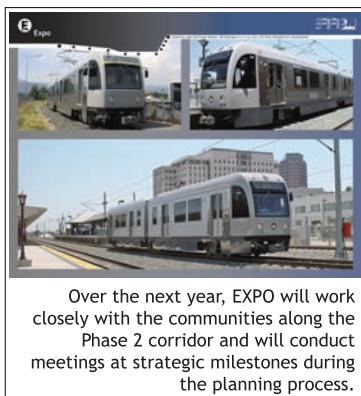 E Expo
Over the next year, EXPO will work
closely with the communities along the
Phase 2 corridor and will conduct
meetings at strategic milestones during
the planning process.